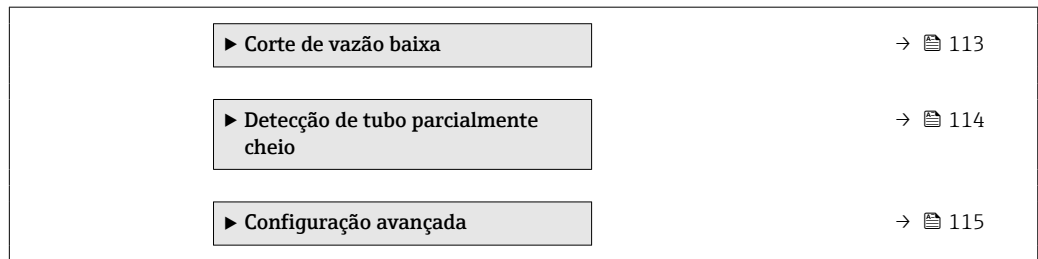 ▶ Corte de vazão baixa → 113
▶ Detecção de tubo parcialmente
cheio → 114
▶ Configuração avançada → 115